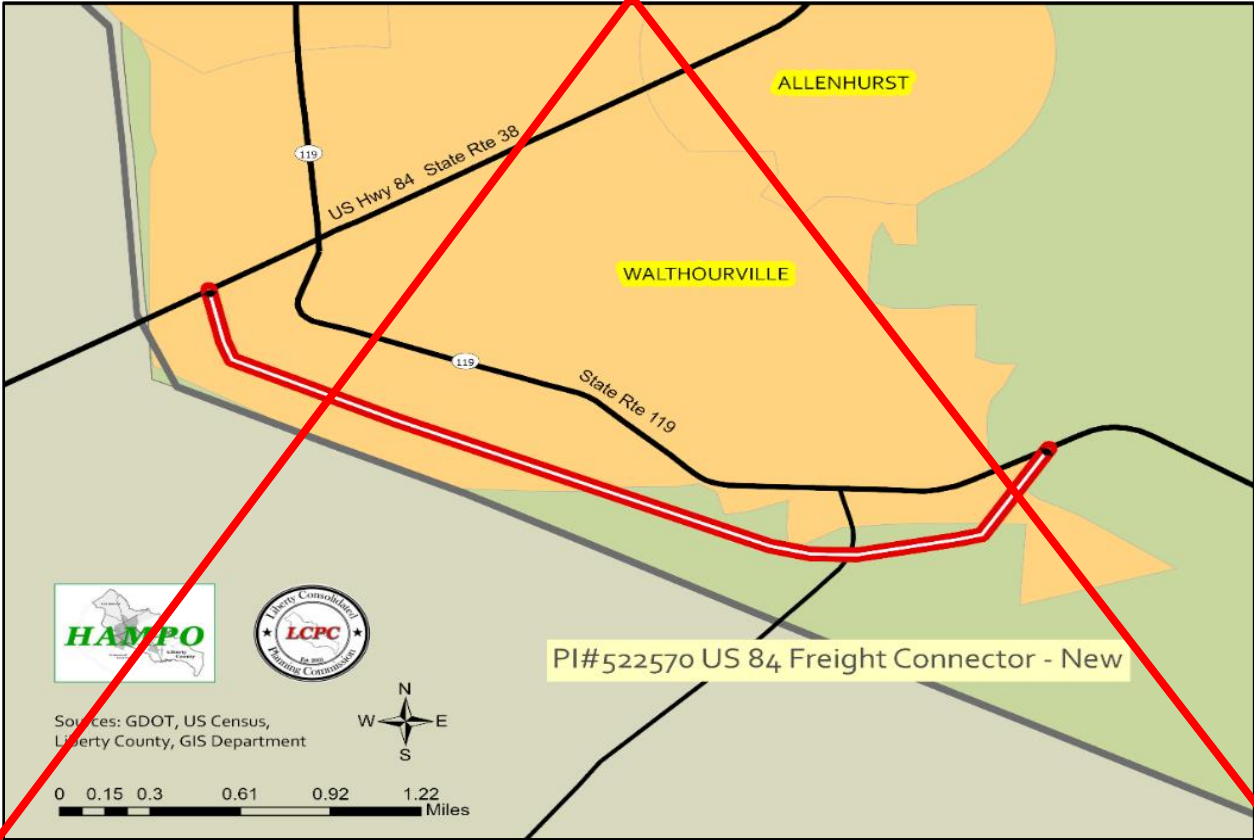 ALLENHURST
119
US Hwy 84 State Rte 38
WALTHOURVILLE
119
State Rte 119
HAMPO
Liberty
County
Liberty Consolidated
LCPC
Planning Commission
PI#522570 US 84 Freight Connector - New
N
W E
S
Sources: GDOT, US Census,
Liberty County, GIS Department
0 0.15 0.3 0.61 0.92 1.22
Miles